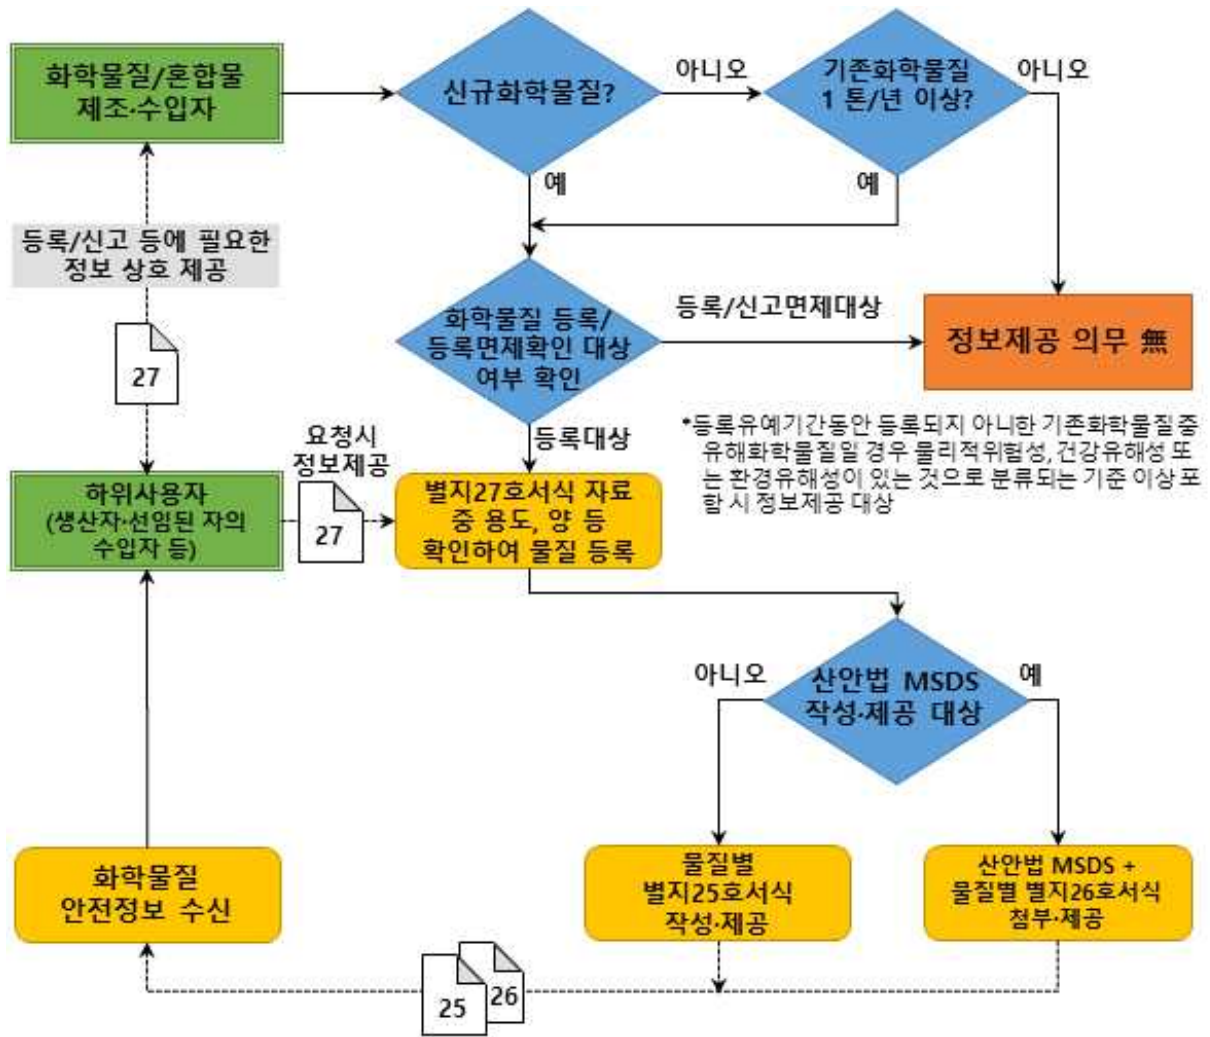 화학물질/혼합물
제조·수입자
신규화학물질?
아니오
기존화학물질
1 톤/년 이상?
아니오
예
예
등록/신고 등에 필요한
정보 상호 제공
27
화학물질 등록/
등록면제확인 대상
여부 확인
등록/신고면제대상
정보제공 의무 無
*등록유예기간동안 등록되지 아니한 기존화학물질 중
유해화학물질일 경우 물리적위험성, 건강유해성 또
는 환경유해성이 있는 것으로 분류되는 기준 이상 포
함 시 정보제공 대상
등록대상
요청시
정보제공
27
하위사용자
(생산자·선임된 자의
수입자 등)
별지27호서식 자료
중 용도, 양 등
확인하여 물질 등록
아니오
산안법 MSDS
작성·제공 대상
예
화학물질
안전정보 수신
물질별
별지25호서식
작성·제공
산안법 MSDS +
물질별 별지26호서식
첨부·제공
25
26